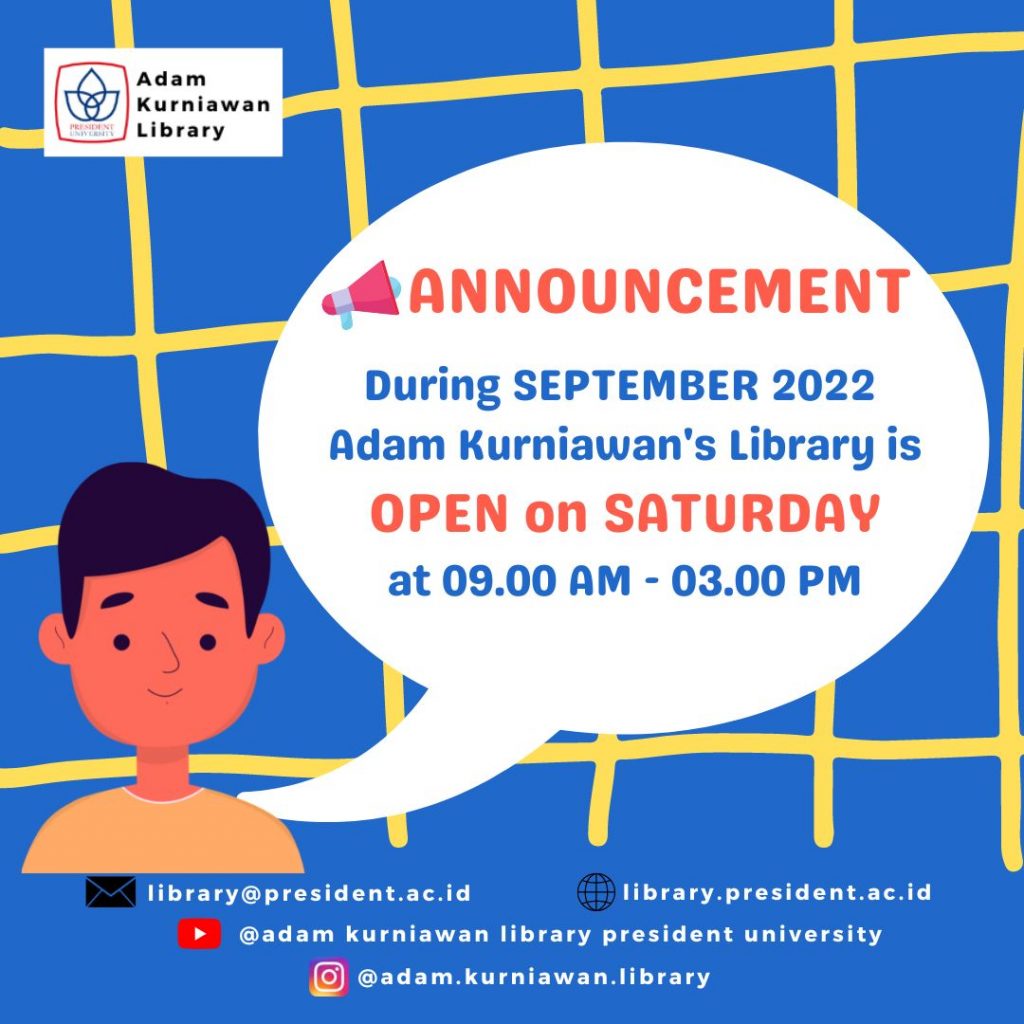 Adam
Kurniawan
Library
PRESIDENT
UNIVERSITY
ANNOUNCEMENT
During SEPTEMBER 2022
Adam Kurniawan's Library is
OPEN on SATURDAY
at 09.00 AM - 03.00 PM
library@president.ac.id
library.president.ac.id
@adam kurniawan library president university
@adam.kurniawan.library